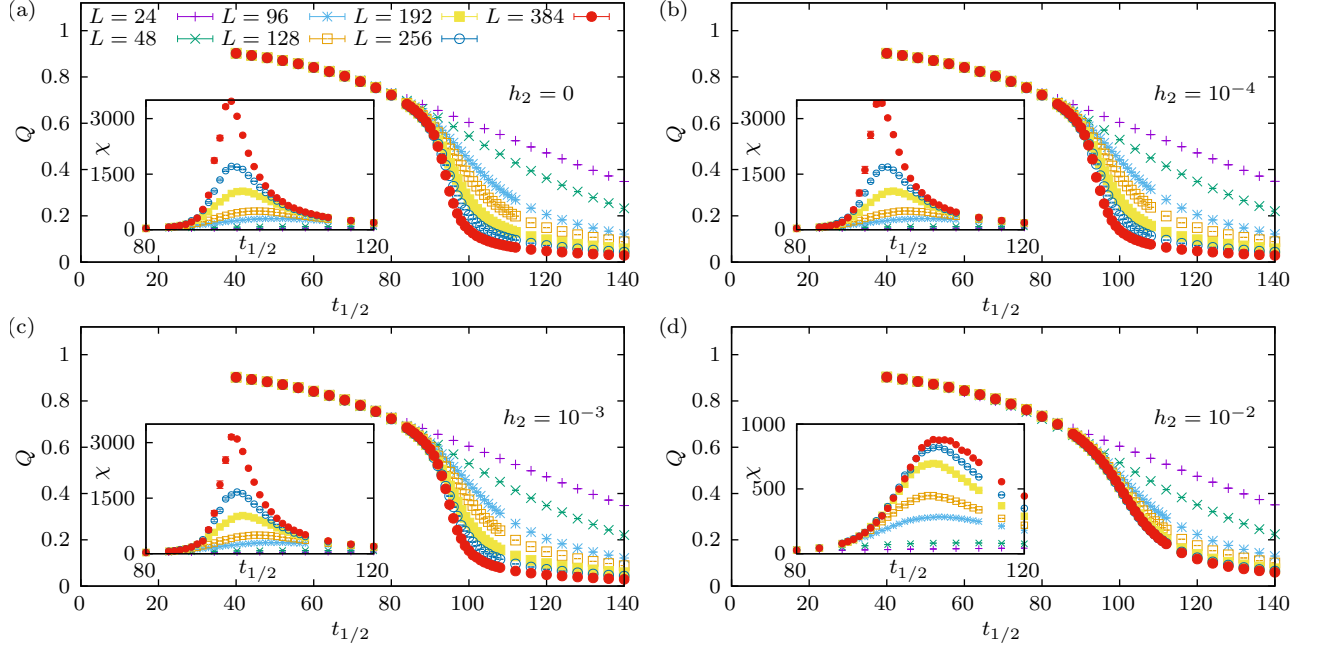 (a)
L = 24 L = 96 L = 192 L = 384
L = 48 L = 128 L = 256
h₂ = 0
Q
1
0.8
0.6
0.4
0.2
0
0 20 40 60 80 100 120 140
t₁/₂
χ
3000
1500
0
80 t₁/₂ 120
(b)
h₂ = 10⁻⁴
Q
1
0.8
0.6
0.4
0.2
0
0 20 40 60 80 100 120 140
t₁/₂
χ
3000
1500
0
80 t₁/₂ 120
(c)
h₂ = 10⁻³
Q
1
0.8
0.6
0.4
0.2
0
0 20 40 60 80 100 120 140
t₁/₂
χ
3000
1500
0
80 t₁/₂ 120
(d)
h₂ = 10⁻²
Q
1
0.8
0.6
0.4
0.2
0
0 20 40 60 80 100 120 140
t₁/₂
χ
1000
500
0
80 t₁/₂ 120